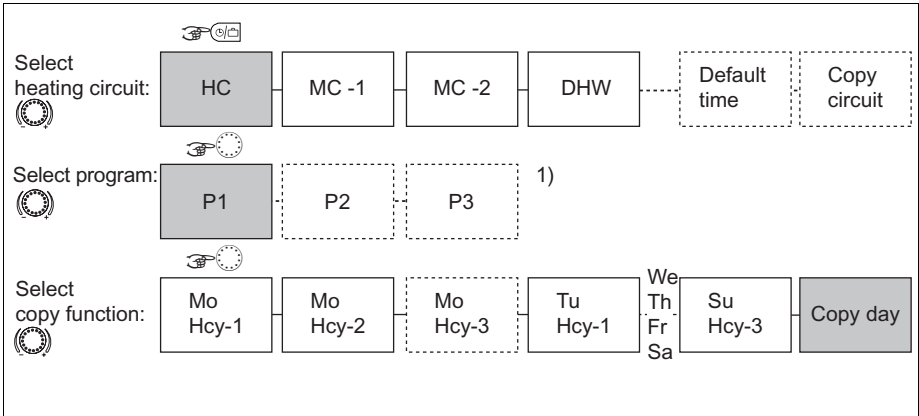 Select
heating circuit:
HC
MC -1
MC -2
DHW
Default
time
Copy
circuit
- +
Select program:
P1
P2
P3
1)
- +
Select
copy function:
Mo
Hcy-1
Mo
Hcy-2
Mo
Hcy-3
Tu
Hcy-1
We
Th
Fr
Sa
Su
Hcy-3
Copy day
- +